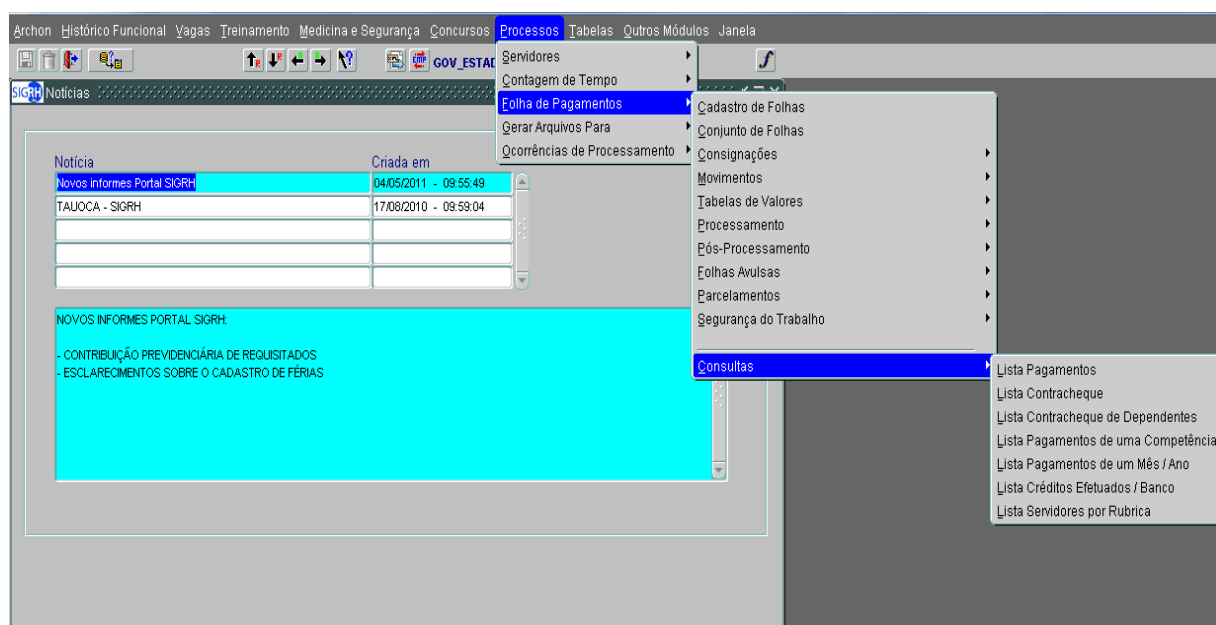 Archon Histórico Funcional Vagas Treinamento Medicina e Segurança Concursos Processos Tabelas Outros Módulos Janela
GOV_ESTAD
SIGRH Notícias
Servidores
Contagem de Tempo
Folha de Pagamentos
Gerar Arquivos Para
Ocorrências de Processamento
Cadastro de Folhas
Conjunto de Folhas
Consignações
Movimentos
Tabelas de Valores
Processamento
Pós-Processamento
Folhas Avulsas
Parcelamentos
Segurança do Trabalho
Consultas
Lista Pagamentos
Lista Contracheque
Lista Contracheque de Dependentes
Lista Pagamentos de uma Competência
Lista Pagamentos de um Mês / Ano
Lista Créditos Efetuados / Banco
Lista Servidores por Rubrica
Notícia Criada em
Novos informes Portal SIGRH 04/05/2011 - 09:55:49
TAUOCA - SIGRH 17/08/2010 - 09:59:04
NOVOS INFORMES PORTAL SIGRH:
- CONTRIBUIÇÃO PREVIDENCIÁRIA DE REQUISITADOS
- ESCLARECIMENTOS SOBRE O CADASTRO DE FÉRIAS